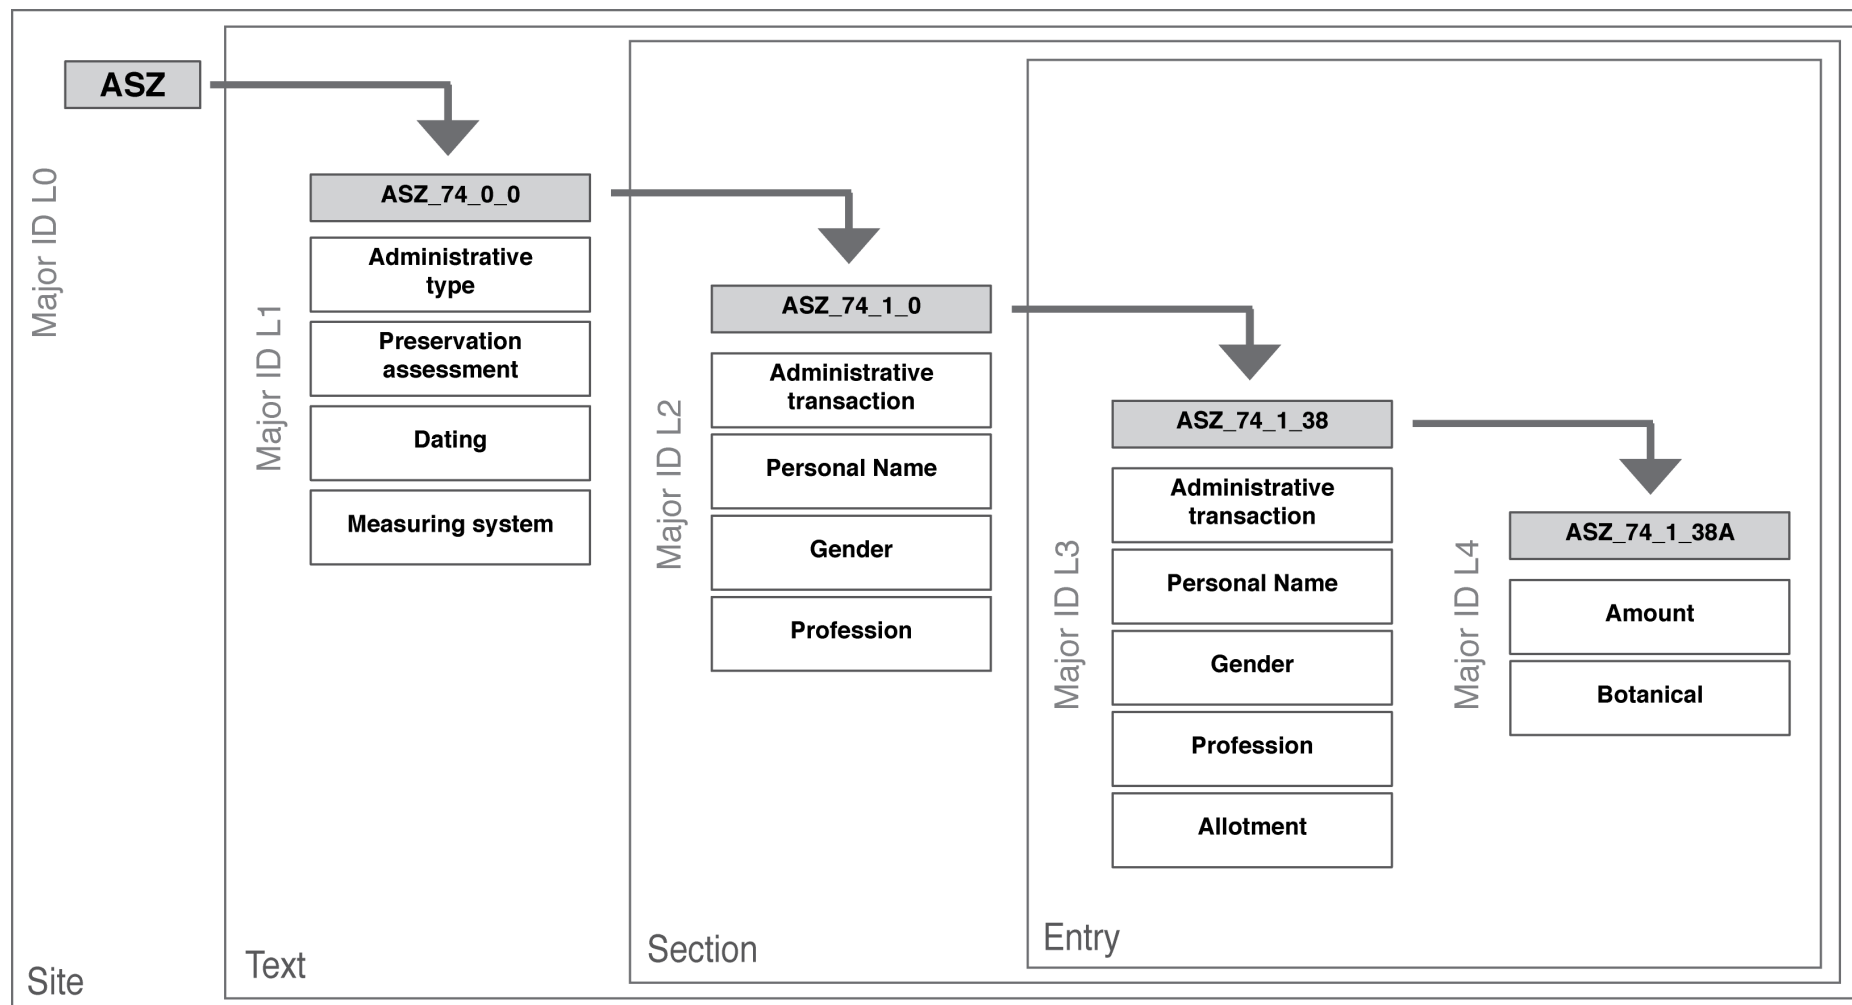 ASZ
Major ID L0
Site
ASZ_74_0_0
Administrative
type
Preservation
assessment
Dating
Measuring system
Major ID L1
Text
ASZ_74_1_0
Administrative
transaction
Personal Name
Gender
Profession
Major ID L2
Section
ASZ_74_1_38
Administrative
transaction
Personal Name
Gender
Profession
Allotment
Major ID L3
ASZ_74_1_38A
Amount
Botanical
Major ID L4
Entry